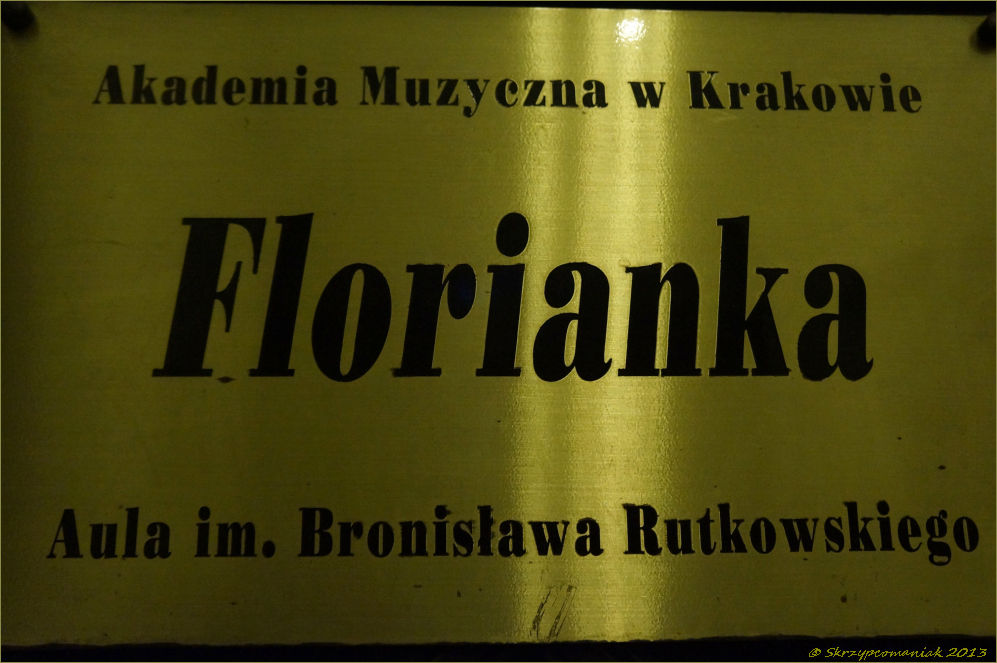 Akademia Muzyczna w Krakowie
Florianka
Aula im. Bronisława Rutkowskiego
© Skrzypcomaniak 2013